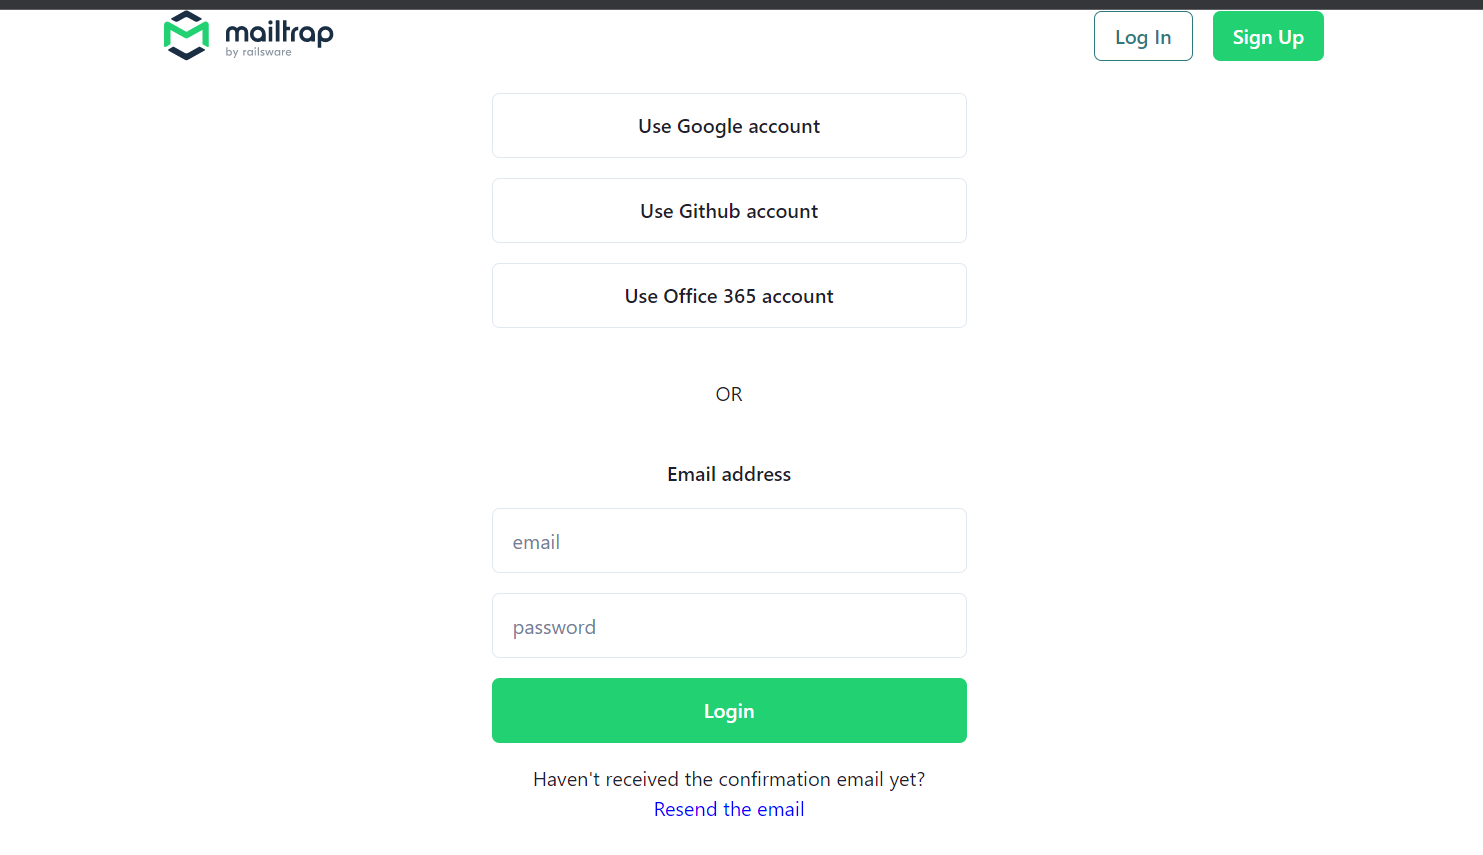 mailtrap
by railsware
Log In
Sign Up
Use Google account
Use Github account
Use Office 365 account
OR
Email address
email
password
Login
Haven't received the confirmation email yet?
Resend the email